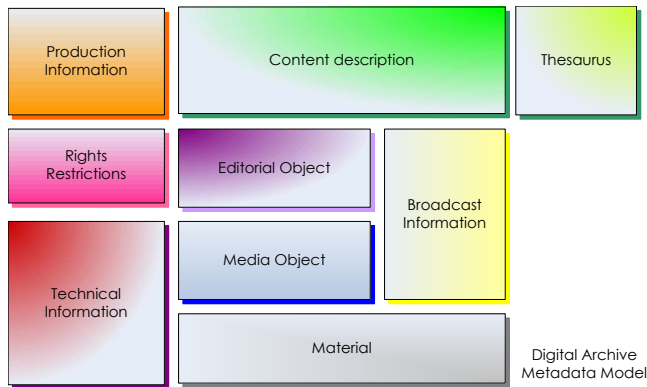 Production
Information
Content description
Thesaurus
Rights
Restrictions
Editorial Object
Broadcast
Information
Media Object
Technical
Information
Material
Digital Archive
Metadata Model